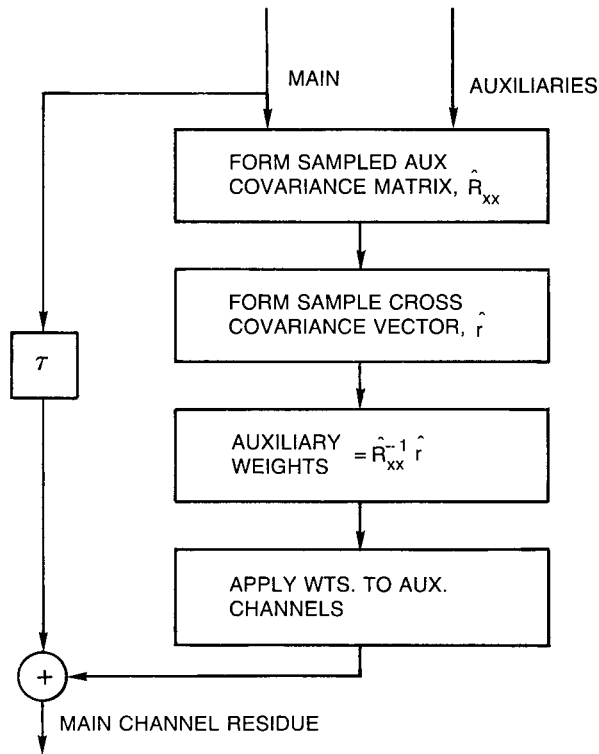 MAIN
AUXILIARIES
FORM SAMPLED AUX
COVARIANCE MATRIX, R̂xx
FORM SAMPLE CROSS
COVARIANCE VECTOR, r̂
τ
AUXILIARY
WEIGHTS = R̂xx⁻¹ r̂
APPLY WTS. TO AUX.
CHANNELS
+
MAIN CHANNEL RESIDUE